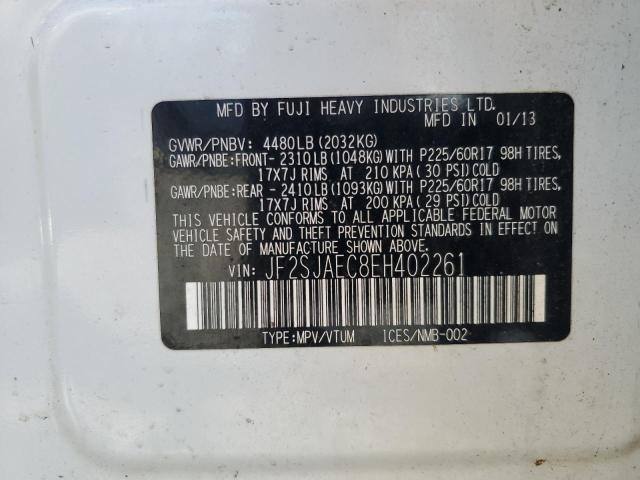 MFD BY FUJI HEAVY INDUSTRIES LTD.
MFD IN 01/13
GVWR/PNBV: 4480LB (2032KG)
GAWR/PNBE:FRONT- 2310LB (1048KG) WITH P225/60R17 98H TIRES,
17X7J RIMS AT 210 KPA ( 30 PSI) COLD
GAWR/PNBE:REAR - 2410LB (1093KG) WITH P225/60R17 98H TIRES,
17X7J RIMS AT 200 KPA ( 29 PSI) COLD
THIS VEHICLE CONFORMS TO ALL APPLICABLE FEDERAL MOTOR
VEHICLE SAFETY AND THEFT PREVENTION STANDARDS IN EFFECT ON
THE DATE OF MANUFACTURE SHOWN ABOVE.
VIN: JF2SJAEC8EH402261
TYPE:MPV/VTUM 1CES/NMB-002